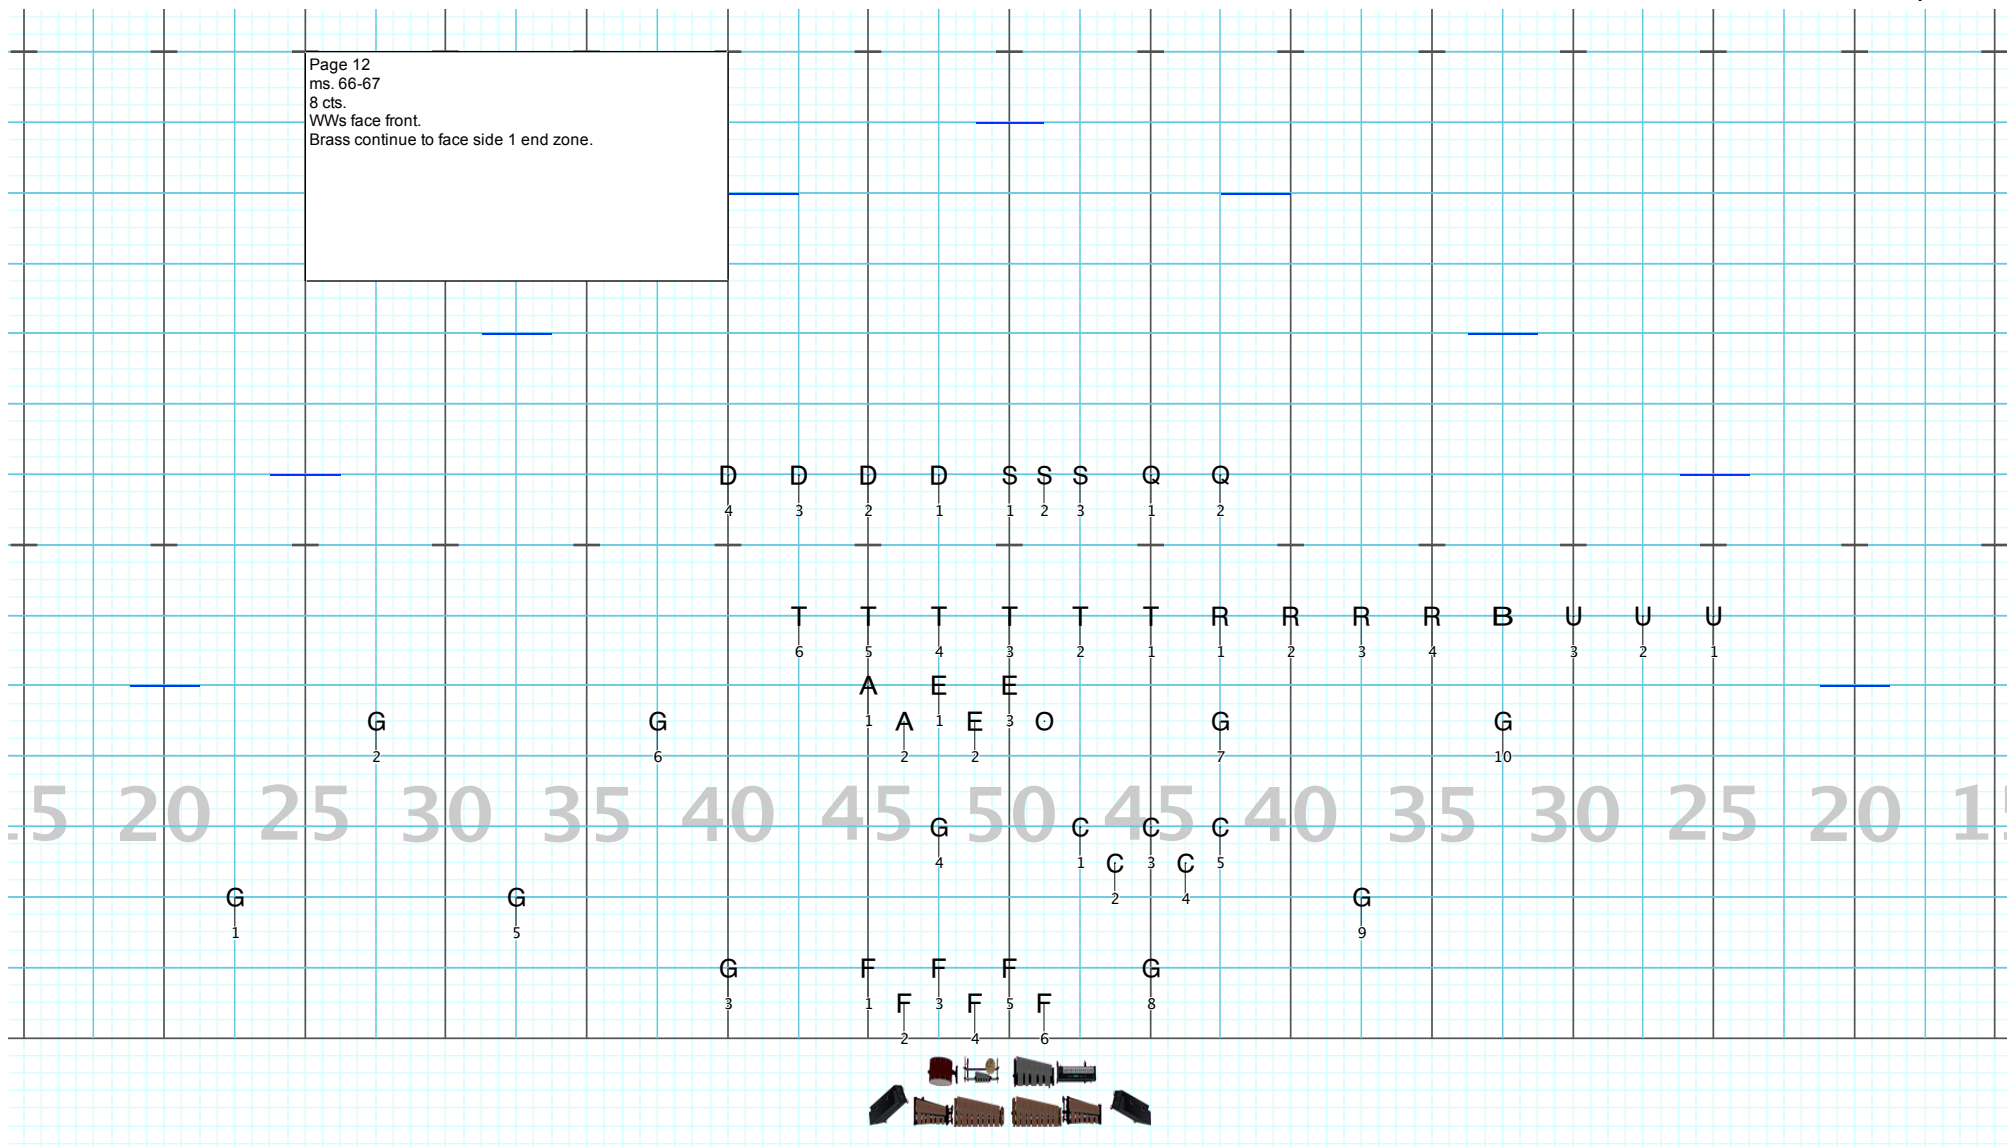 Page 12
ms. 66-67
8 cts.
WWs face front.
Brass continue to face side 1 end zone.
D D D D S S S Q Q
4 3 2 1 1 2 3 1 2
T T T T T T R R R R B U U U
6 5 4 3 2 1 1 2 3 4 3 2 1
A E E
G G 1 A 1 E 3 O G G
2 6 2 2 7 10
5 20 25 30 35 40 45 50 45 40 35 30 25 20 15
G C C C
4 1 C 3 C 5
G G 2 4 G
1 5 9
G F F F G
3 1 F 3 F 5 F 8
2 4 6